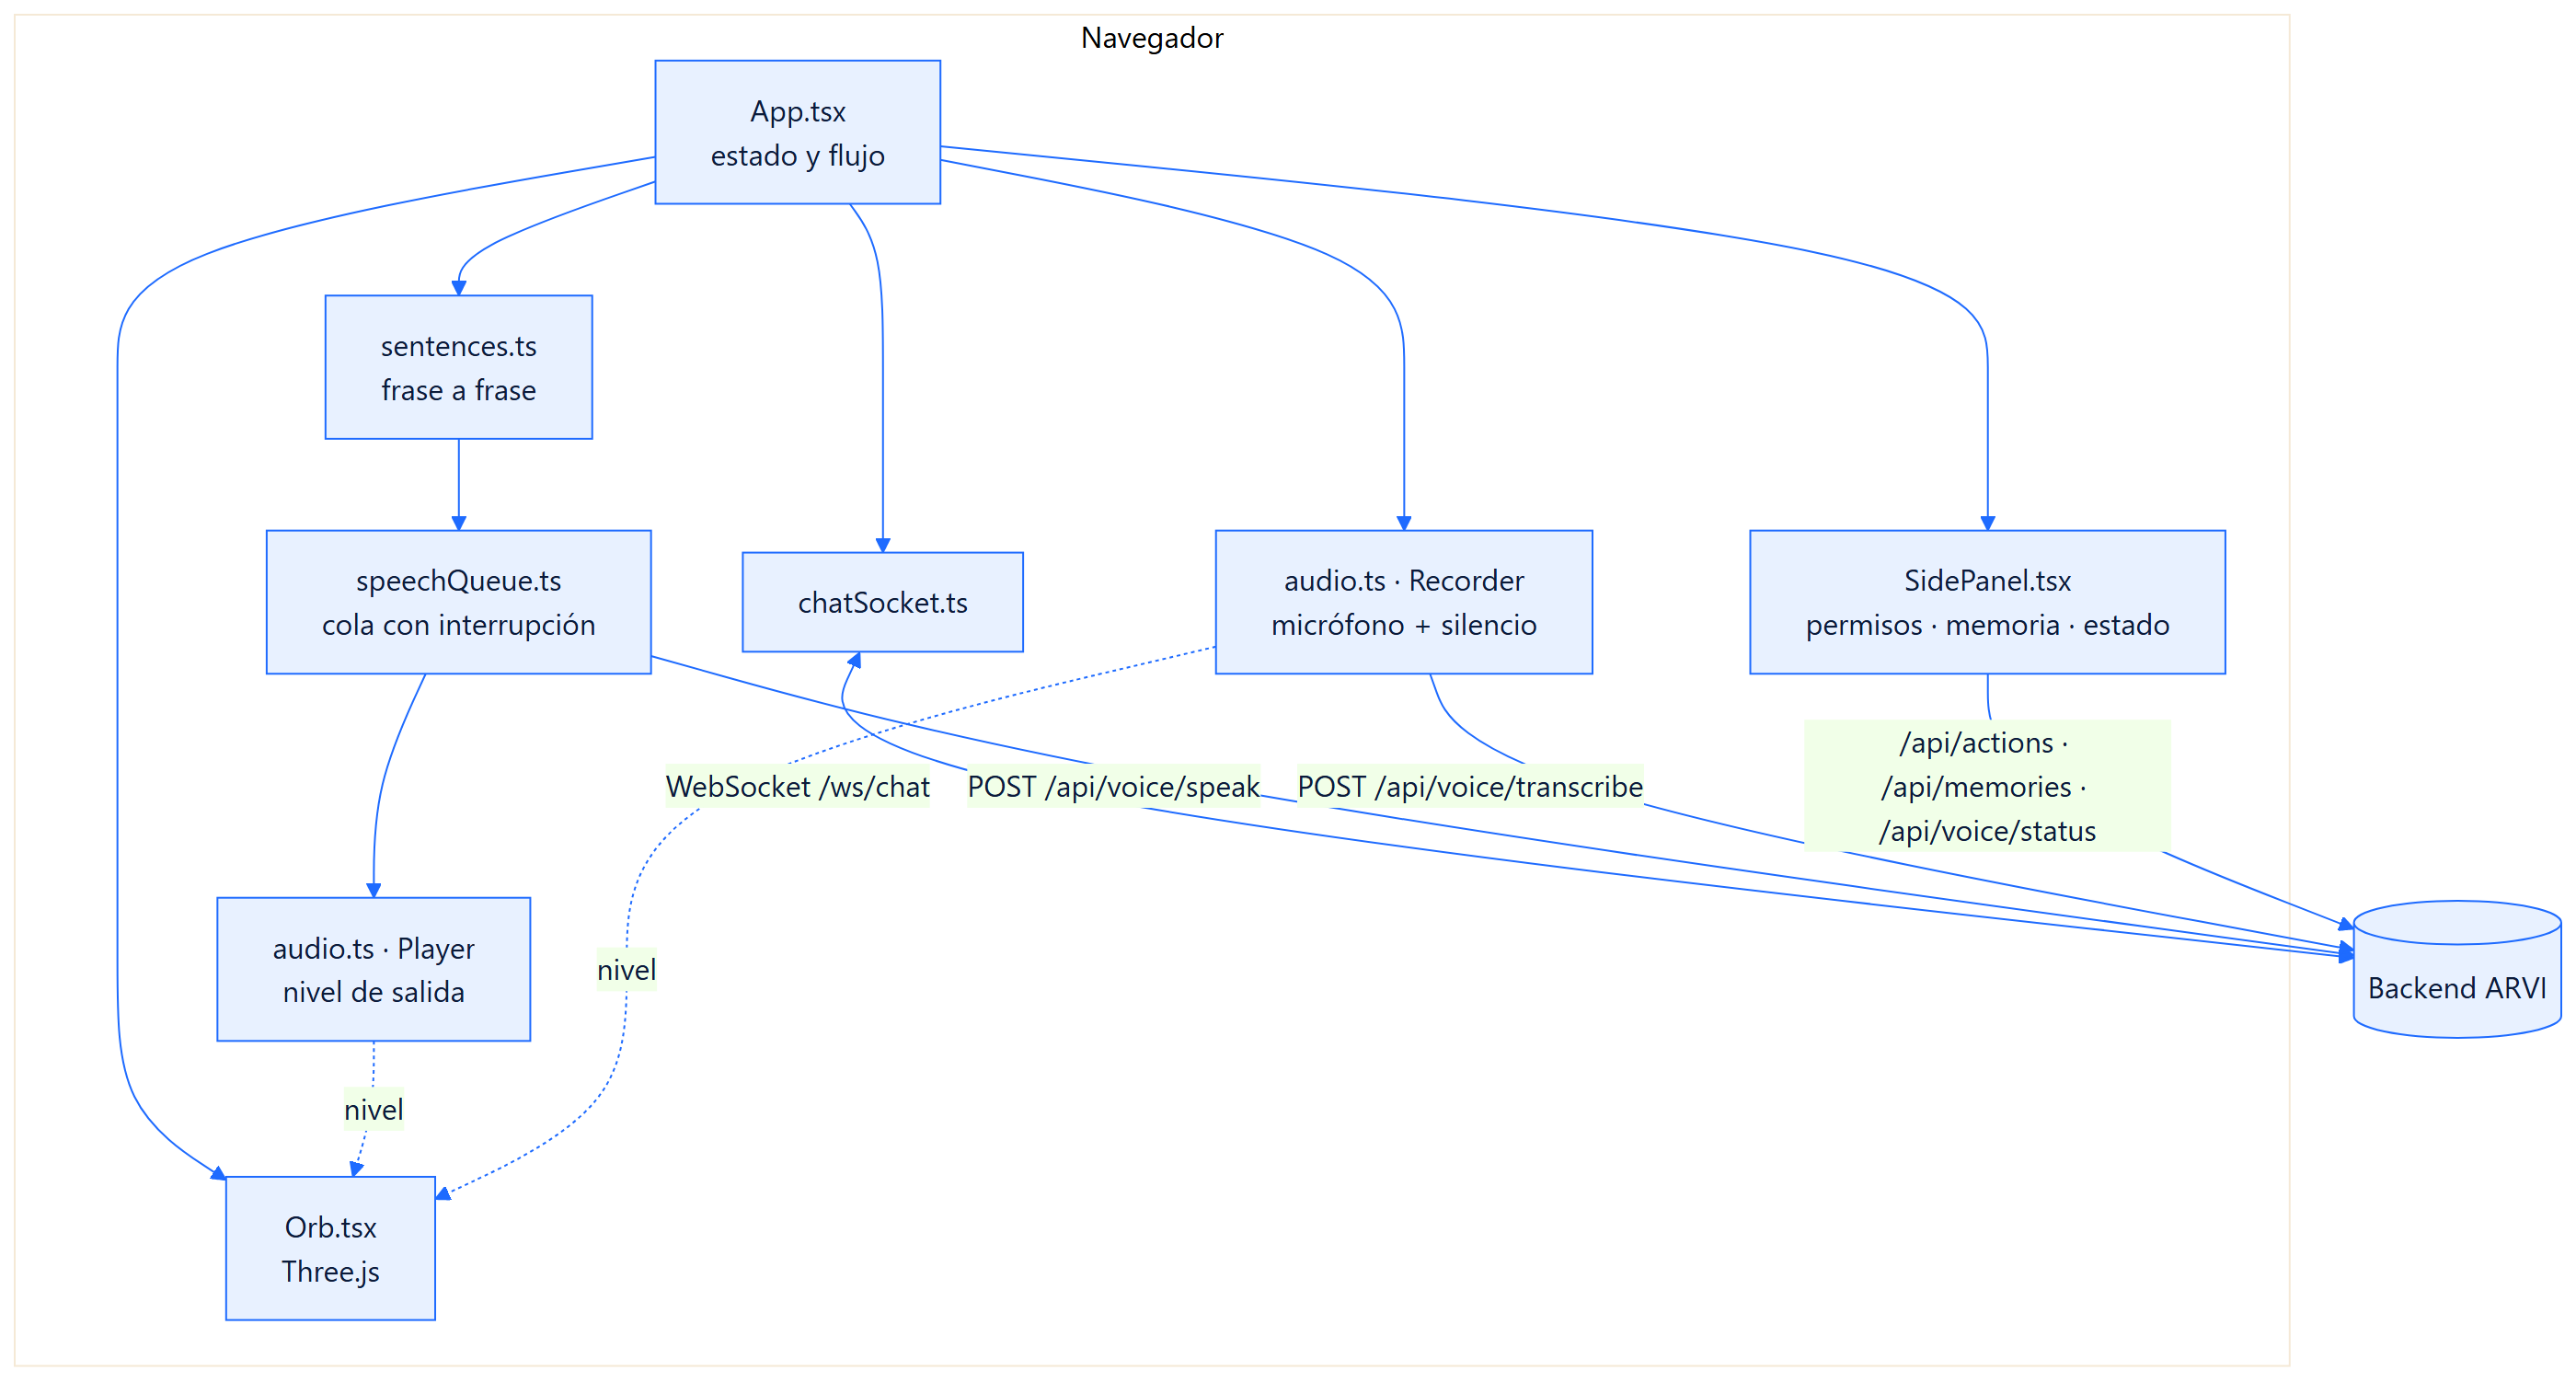 Navegador
App.tsx
estado y flujo
sentences.ts
frase a frase
speechQueue.ts
cola con interrupción
chatSocket.ts
audio.ts · Recorder
micrófono + silencio
SidePanel.tsx
permisos · memoria · estado
WebSocket /ws/chat
POST /api/voice/speak
POST /api/voice/transcribe
/api/actions ·
/api/memories ·
/api/voice/status
audio.ts · Player
nivel de salida
nivel
Backend ARVI
nivel
Orb.tsx
Three.js